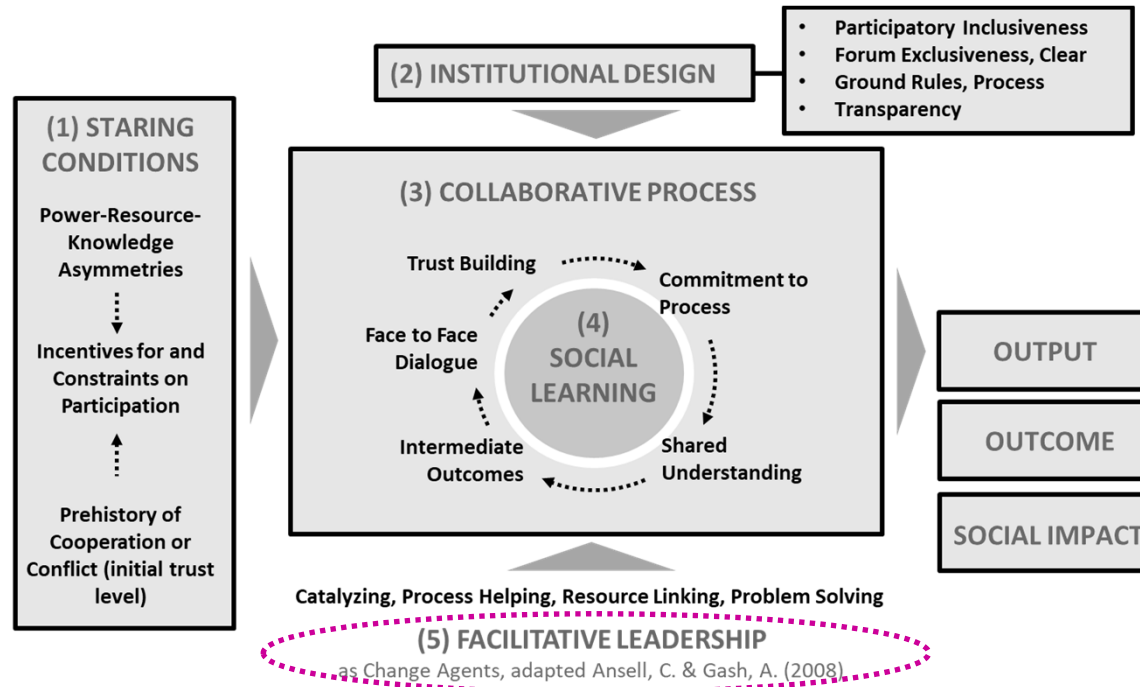 (1) STARING
CONDITIONS
Power-Resource-
Knowledge
Asymmetries
Incentives for and
Constraints on
Participation
Prehistory of
Cooperation or
Conflict (initial trust
level)
(2) INSTITUTIONAL DESIGN
• Participatory Inclusiveness
• Forum Exclusiveness, Clear
• Ground Rules, Process
• Transparency
(3) COLLABORATIVE PROCESS
Trust Building
Commitment to
Process
Face to Face
Dialogue
(4)
SOCIAL
LEARNING
Intermediate
Outcomes
Shared
Understanding
OUTPUT
OUTCOME
SOCIAL IMPACT
Catalyzing, Process Helping, Resource Linking, Problem Solving
(5) FACILITATIVE LEADERSHIP
as Change Agents, adapted Ansell, C. & Gash, A. (2008)